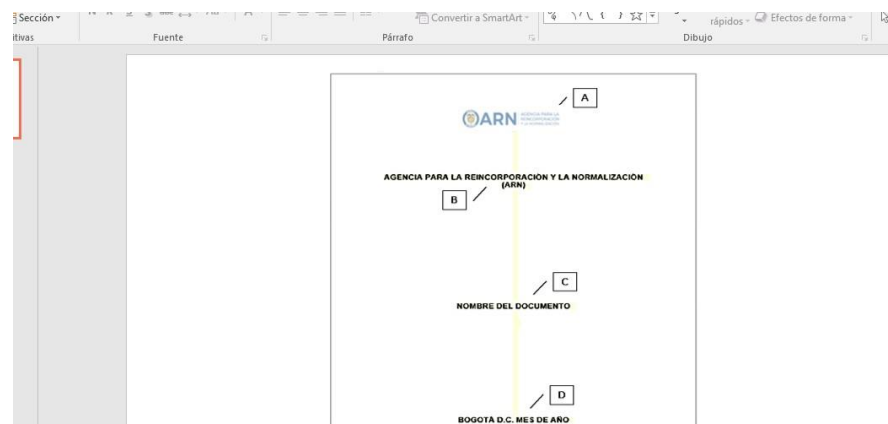 Sección
Convertir a SmartArt
rápidos
Efectos de forma
Fuente
Párrafo
Dibujo
A
ARN
AGENCIA PARA LA REINCORPORACIÓN Y LA NORMALIZACIÓN
(ARN)
B
C
NOMBRE DEL DOCUMENTO
D
BOGOTÁ D.C. MES DE AÑO